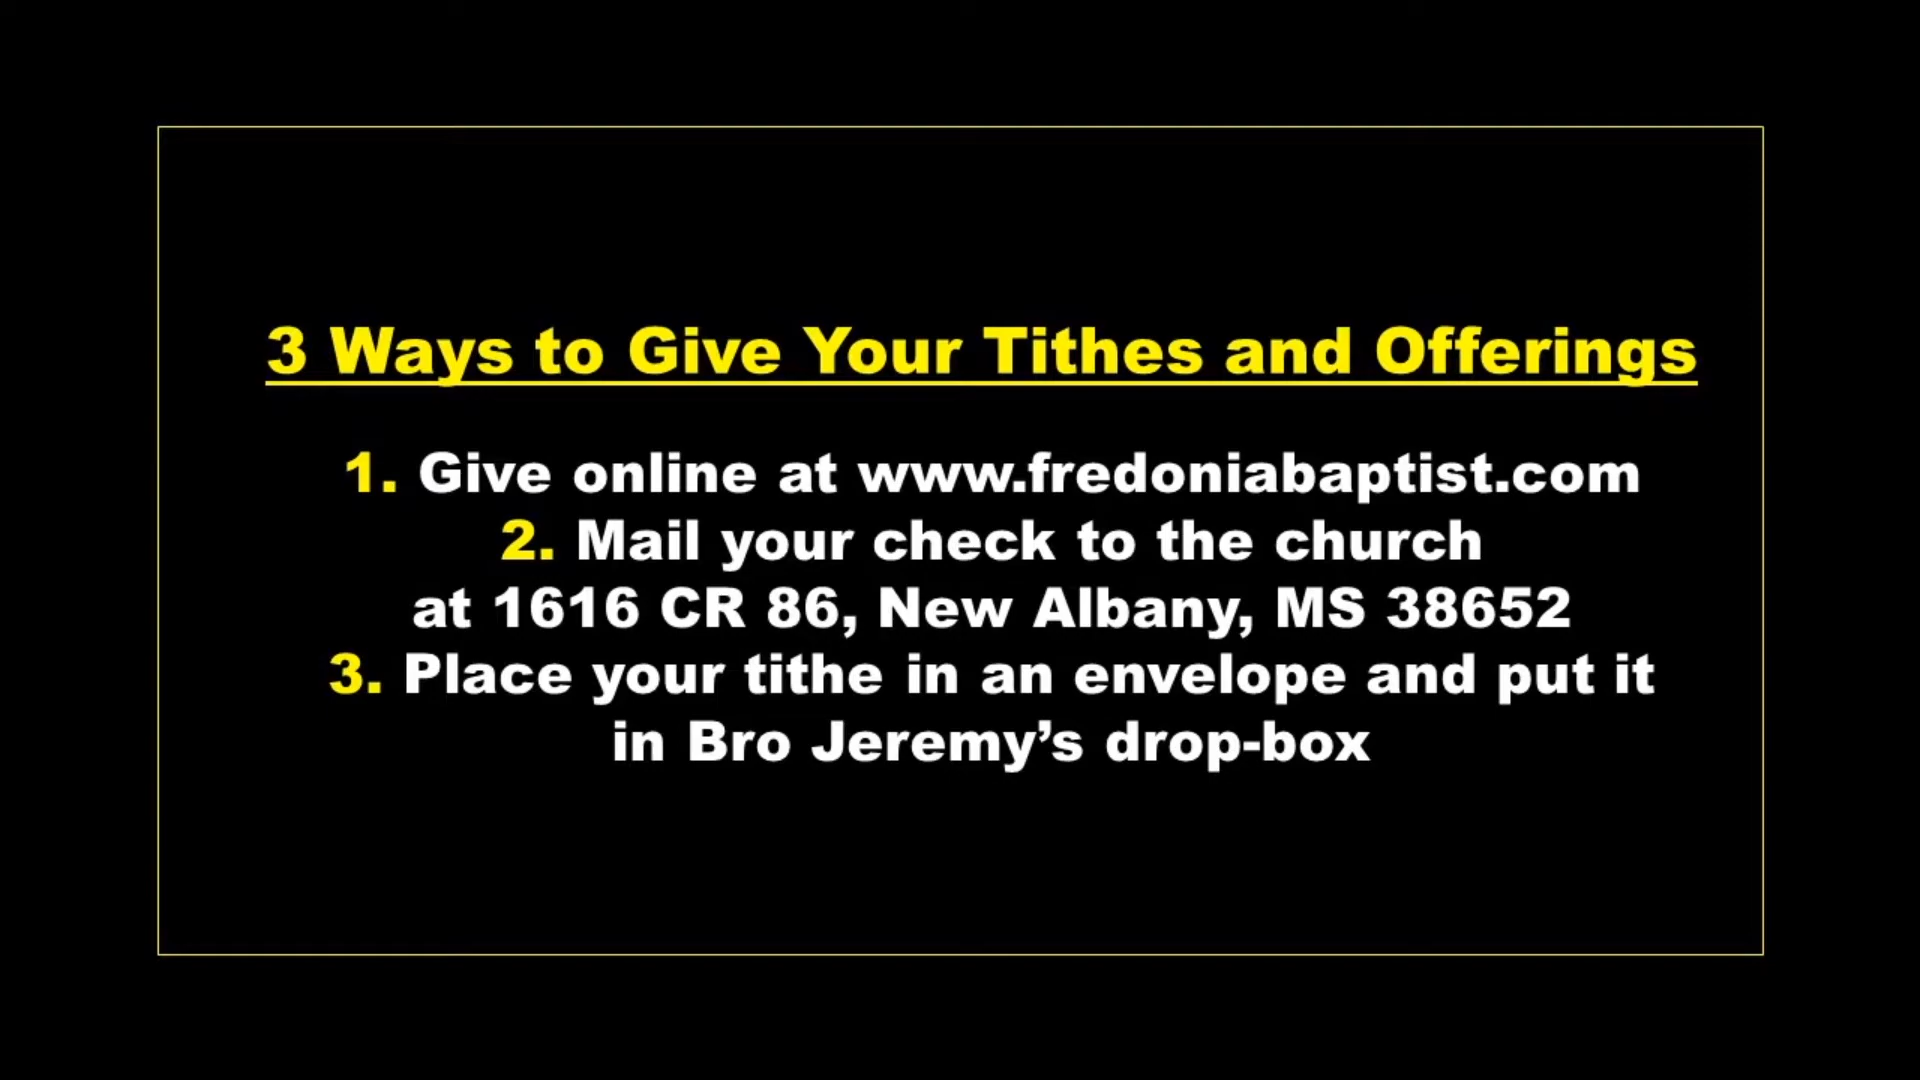 3 Ways to Give Your Tithes and Offerings
1. Give online at www.fredoniabaptist.com
2. Mail your check to the church
at 1616 CR 86, New Albany, MS 38652
3. Place your tithe in an envelope and put it
in Bro Jeremy’s drop-box